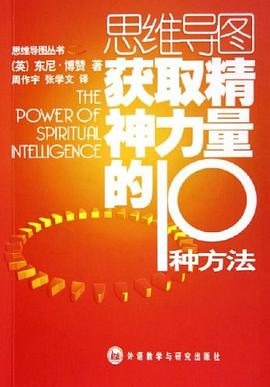 思维导图丛书
思维导图
(英) 东尼·博赞 著
周作宇 张学文 译
获取精
神力量
的10
种方法
THE
POWER OF
SPIRITUAL
INTELLIGENCE
外语教学与研究出版社